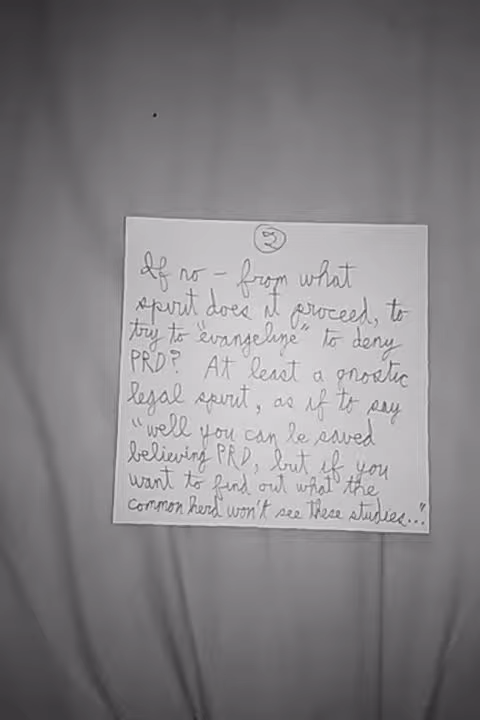 2
If no - from what
spirit does it proceed, to
try to "evangelize" to deny
PRD? At least a gnostic
legal spirit, as if to say
"well you can be saved
believing PRD, but if you
want to find out what the
common herd won't see these studies..."